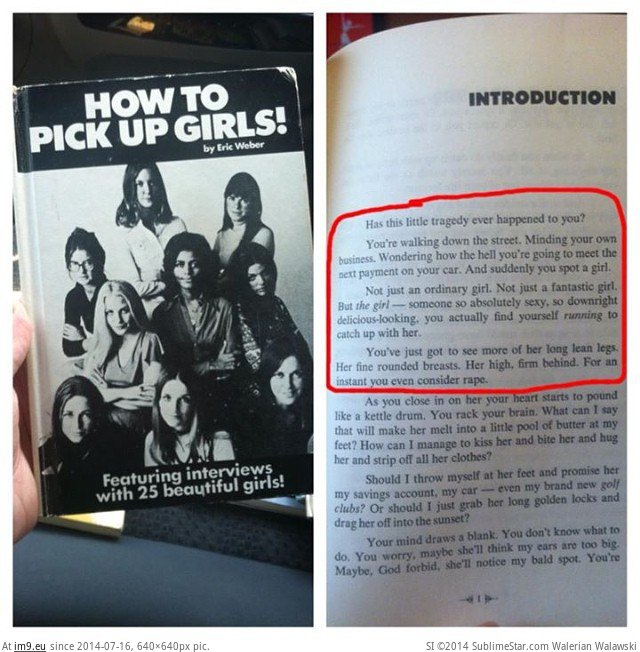 HOW TO
PICK UP GIRLS!
by Eric Weber
Featuring interviews
with 25 beautiful girls!
INTRODUCTION
Has this little tragedy ever happened to you?
You're walking down the street. Minding your own
business. Wondering how the hell you're going to meet the
next payment on your car. And suddenly you spot a girl.
Not just an ordinary girl. Not just a fantastic girl.
But the girl — someone so absolutely sexy, so downright
delicious-looking, you actually find yourself running to
catch up with her.
You've just got to see more of her long lean legs.
Her fine rounded breasts. Her high, firm behind. For an
instant you even consider rape.
As you close in on her your heart starts to pound
like a kettle drum. You rack your brain. What can I say
that will make her melt into a little pool of butter at my
feet? How can I manage to kiss her and bite her and hug
her and strip off all her clothes?
Should I throw myself at her feet and promise her
my savings account, my car — even my brand new golf
clubs? Or should I just grab her long golden locks and
drag her off into the sunset?
Your mind draws a blank. You don't know what to
do. You worry, maybe she'll think my ears are too big.
Maybe, God forbid, she'll notice my bald spot. You're
1
At im9.eu since 2014-07-16, 640×640px pic.
SI ©2014 SublimeStar.com Walerian Walawski